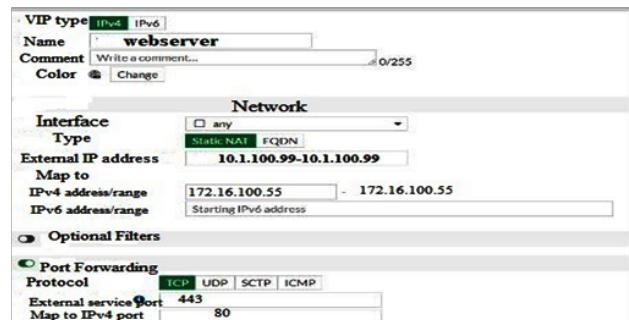 VIP type IPv4 IPv6
Name webserver
Comment Write a comment... 0/255
Color Change
Network
Interface any
Type Static NAT FQDN
External IP address 10.1.100.99-10.1.100.99
Map to
IPv4 address/range 172.16.100.55 - 172.16.100.55
IPv6 address/range Starting IPv6 address
Optional Filters
Port Forwarding
Protocol TCP UDP SCTP ICMP
External service port 443
Map to IPv4 port 80